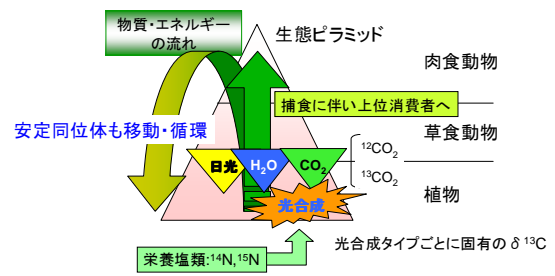 物質・エネルギー
の流れ
生態ピラミッド
肉食動物
捕食に伴い上位消費者へ
安定同位体も移動・循環
草食動物
日光
H₂O
CO₂
¹²CO₂
¹³CO₂
植物
光合成
光合成タイプごとに固有のδ¹³C
栄養塩類:¹⁴N,¹⁵N